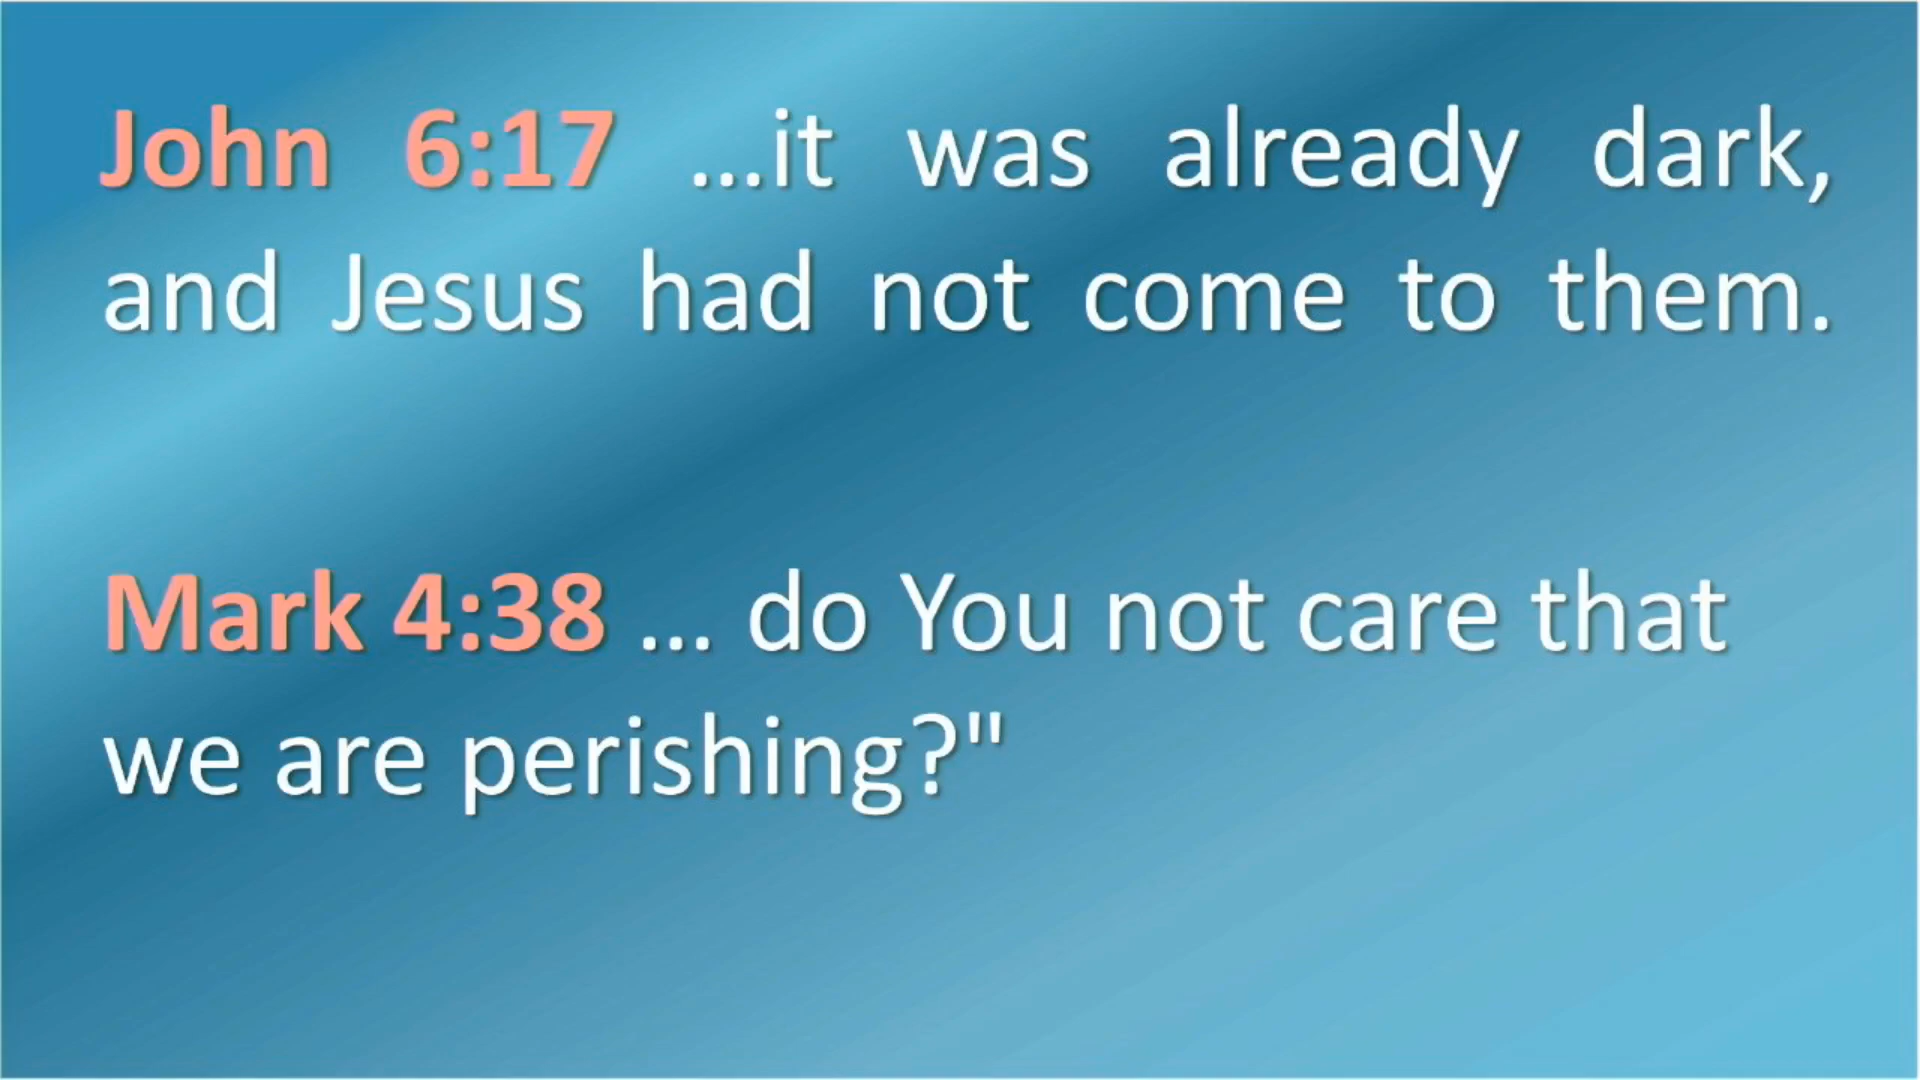 John 6:17 ...it was already dark,
and Jesus had not come to them.
Mark 4:38 ... do You not care that
we are perishing?"